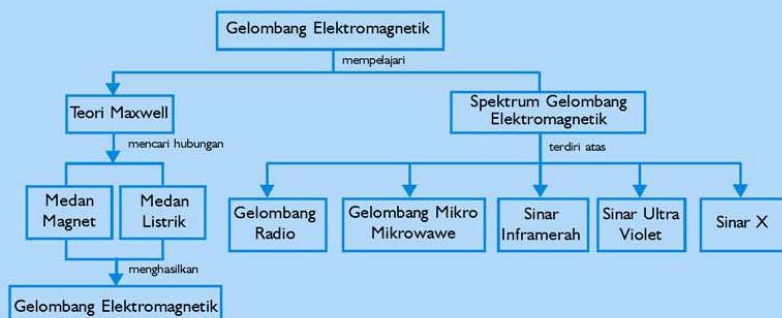 Gelombang Elektromagnetik
mempelajari
Teori Maxwell
Spektrum Gelombang
Elektromagnetik
mencari hubungan
terdiri atas
Medan
Magnet
Medan
Listrik
Gelombang
Radio
Gelombang Mikro
Mikrowawe
Sinar
Inframerah
Sinar Ultra
Violet
Sinar X
menghasilkan
Gelombang Elektromagnetik